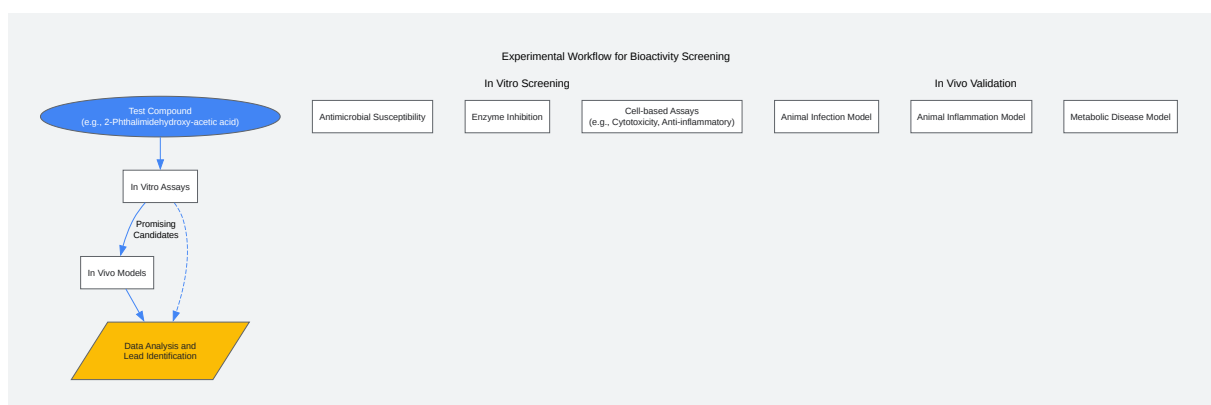 Experimental Workflow for Bioactivity Screening
In Vitro Screening
In Vivo Validation
Test Compound
(e.g., 2-Phthalimidehydroxy-acetic acid)
Antimicrobial Susceptibility
Enzyme Inhibition
Cell-based Assays
(e.g., Cytotoxicity, Anti-inflammatory)
Animal Infection Model
Animal Inflammation Model
Metabolic Disease Model
In Vitro Assays
Promising
Candidates
In Vivo Models
Data Analysis and
Lead Identification